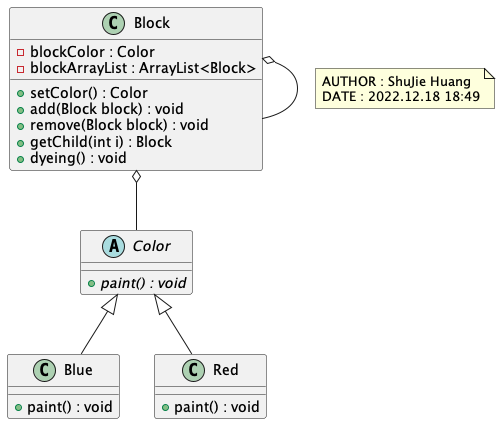 C Block
blockColor : Color
blockArrayList : ArrayList<Block>
setColor() : Color
add(Block block) : void
remove(Block block) : void
getChild(int i) : Block
dyeing() : void
AUTHOR : ShuJie Huang
DATE : 2022.12.18 18:49
A Color
paint() : void
C Blue
paint() : void
C Red
paint() : void